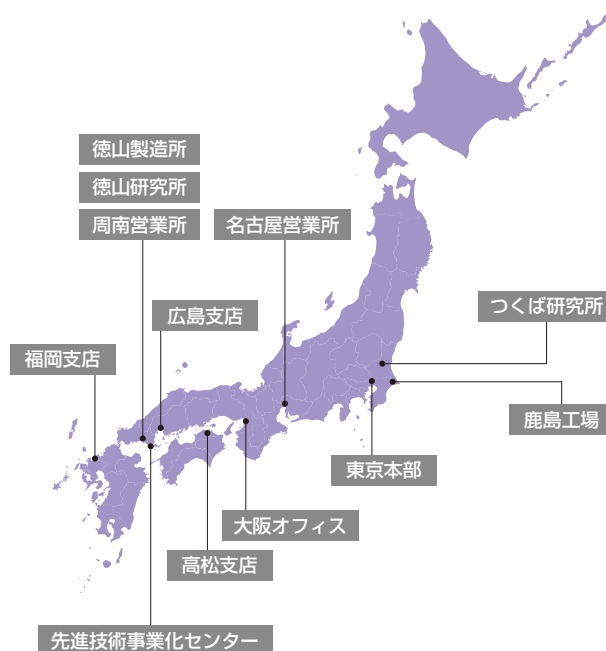 徳山製造所
徳山研究所
周南営業所
名古屋営業所
つくば研究所
広島支店
福岡支店
鹿島工場
東京本部
大阪オフィス
高松支店
先進技術事業化センター